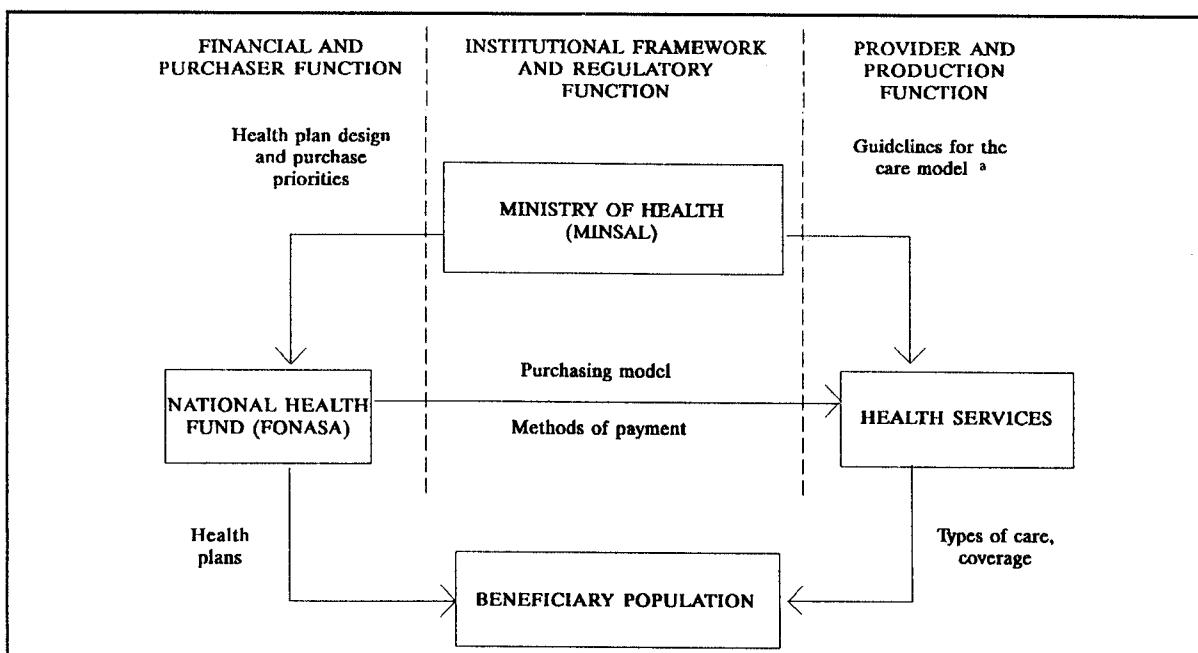 FINANCIAL AND
PURCHASER FUNCTION
INSTITUTIONAL FRAMEWORK
AND REGULATORY
FUNCTION
PROVIDER AND
PRODUCTION
FUNCTION
Health plan design
and purchase
priorities
Guidelines for the
care model a
MINISTRY OF HEALTH
(MINSAL)
NATIONAL HEALTH
FUND (FONASA)
Purchasing model
Methods of payment
HEALTH SERVICES
Health
plans
Types of care,
coverage
BENEFICIARY POPULATION